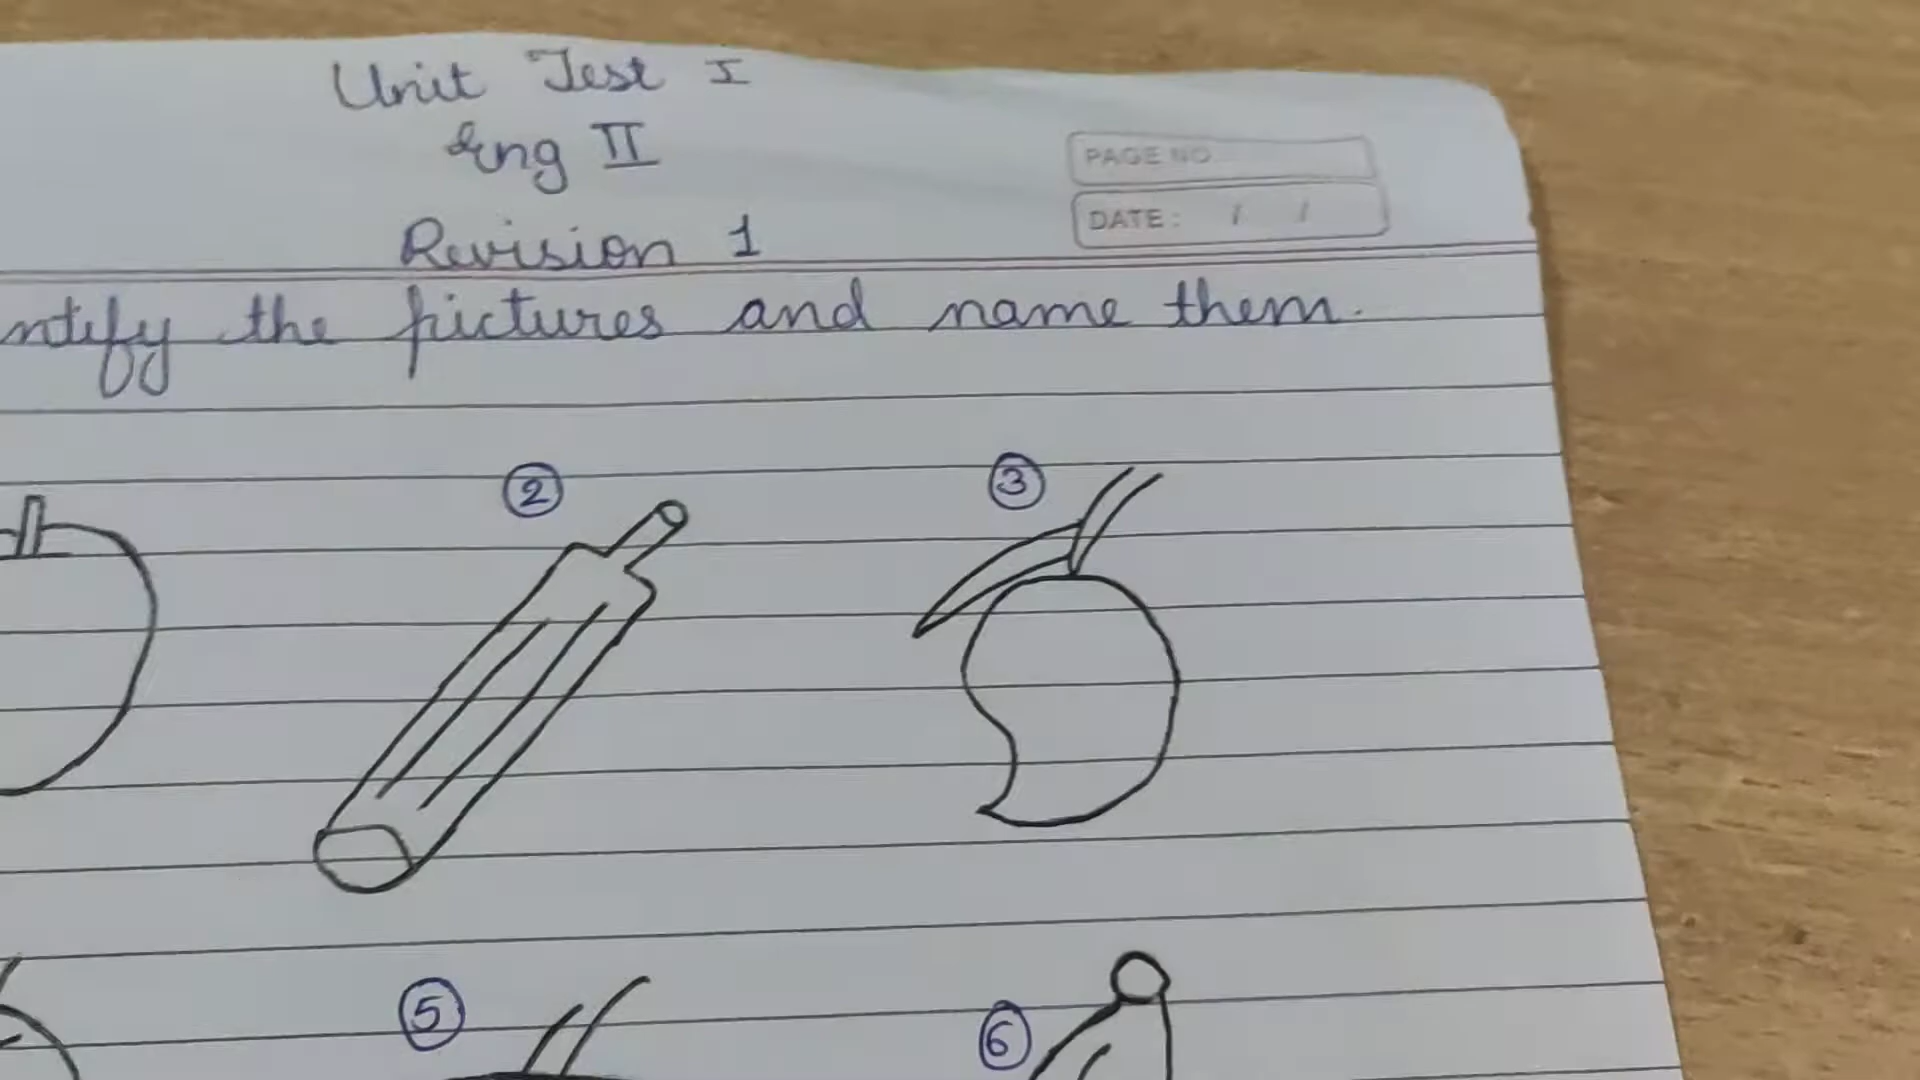 Unit Test I
Eng II
PAGE NO.
DATE: / /
Revision 1
ntify the pictures and name them.
2
3
5
6